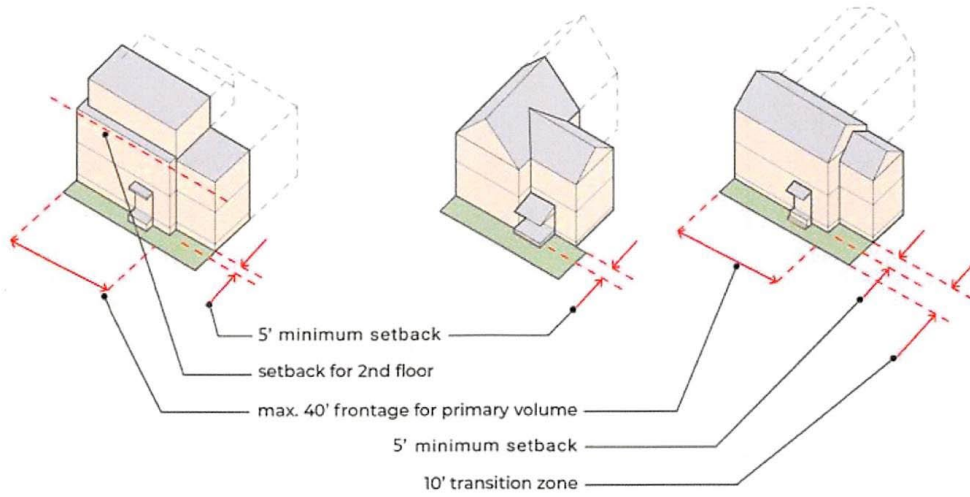 5' minimum setback
setback for 2nd floor
max. 40' frontage for primary volume
5' minimum setback
10' transition zone